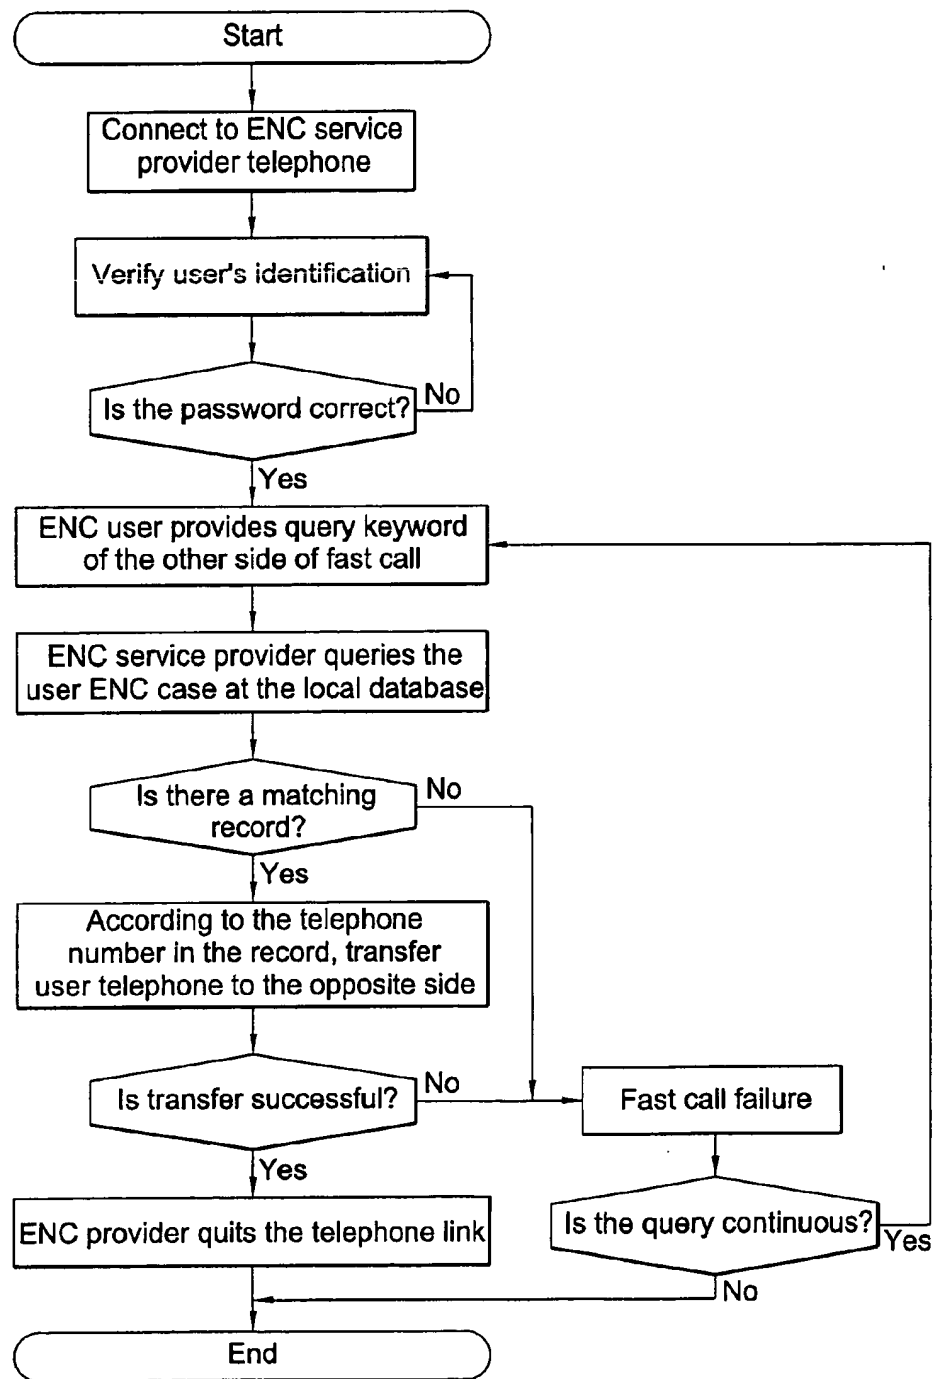 Start
Connect to ENC service
provider telephone
Verify user's identification
Is the password correct?
No
Yes
ENC user provides query keyword
of the other side of fast call
ENC service provider queries the
user ENC case at the local database
Is there a matching
record?
No
Yes
According to the telephone
number in the record, transfer
user telephone to the opposite side
Is transfer successful?
No
Fast call failure
Yes
ENC provider quits the telephone link
Is the query continuous?
Yes
No
End